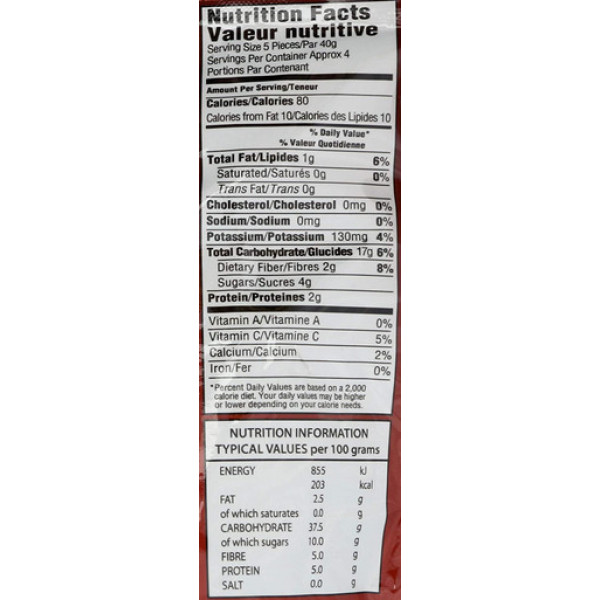 Nutrition Facts
Valeur nutritive
Serving Size 5 Pieces/Par 40g
Servings Per Container Approx 4
Portions Par Contenant
Amount Per Serving/Teneur
Calories/Calories 80
Calories from Fat 10/Calories des Lipides 10
% Daily Value*
% Valeur Quotidienne
Total Fat/Lipides 1g 6%
Saturated/Saturés 0g 0%
Trans Fat/Trans 0g
Cholesterol/Cholesterol 0mg 0%
Sodium/Sodium 0mg 0%
Potassium/Potassium 130mg 4%
Total Carbohydrate/Glucides 17g 6%
Dietary Fiber/Fibres 2g 8%
Sugars/Sucres 4g
Protein/Proteines 2g
Vitamin A/Vitamine A 0%
Vitamin C/Vitamine C 5%
Calcium/Calcium 2%
Iron/Fer 0%
*Percent Daily Values are based on a 2,000
calorie diet. Your daily values may be higher
or lower depending on your calorie needs.
NUTRITION INFORMATION
TYPICAL VALUES per 100 grams
ENERGY 855 kJ
203 kcal
FAT 2.5 g
of which saturates 0.0 g
CARBOHYDRATE 37.5 g
of which sugars 10.0 g
FIBRE 5.0 g
PROTEIN 5.0 g
SALT 0.0 g